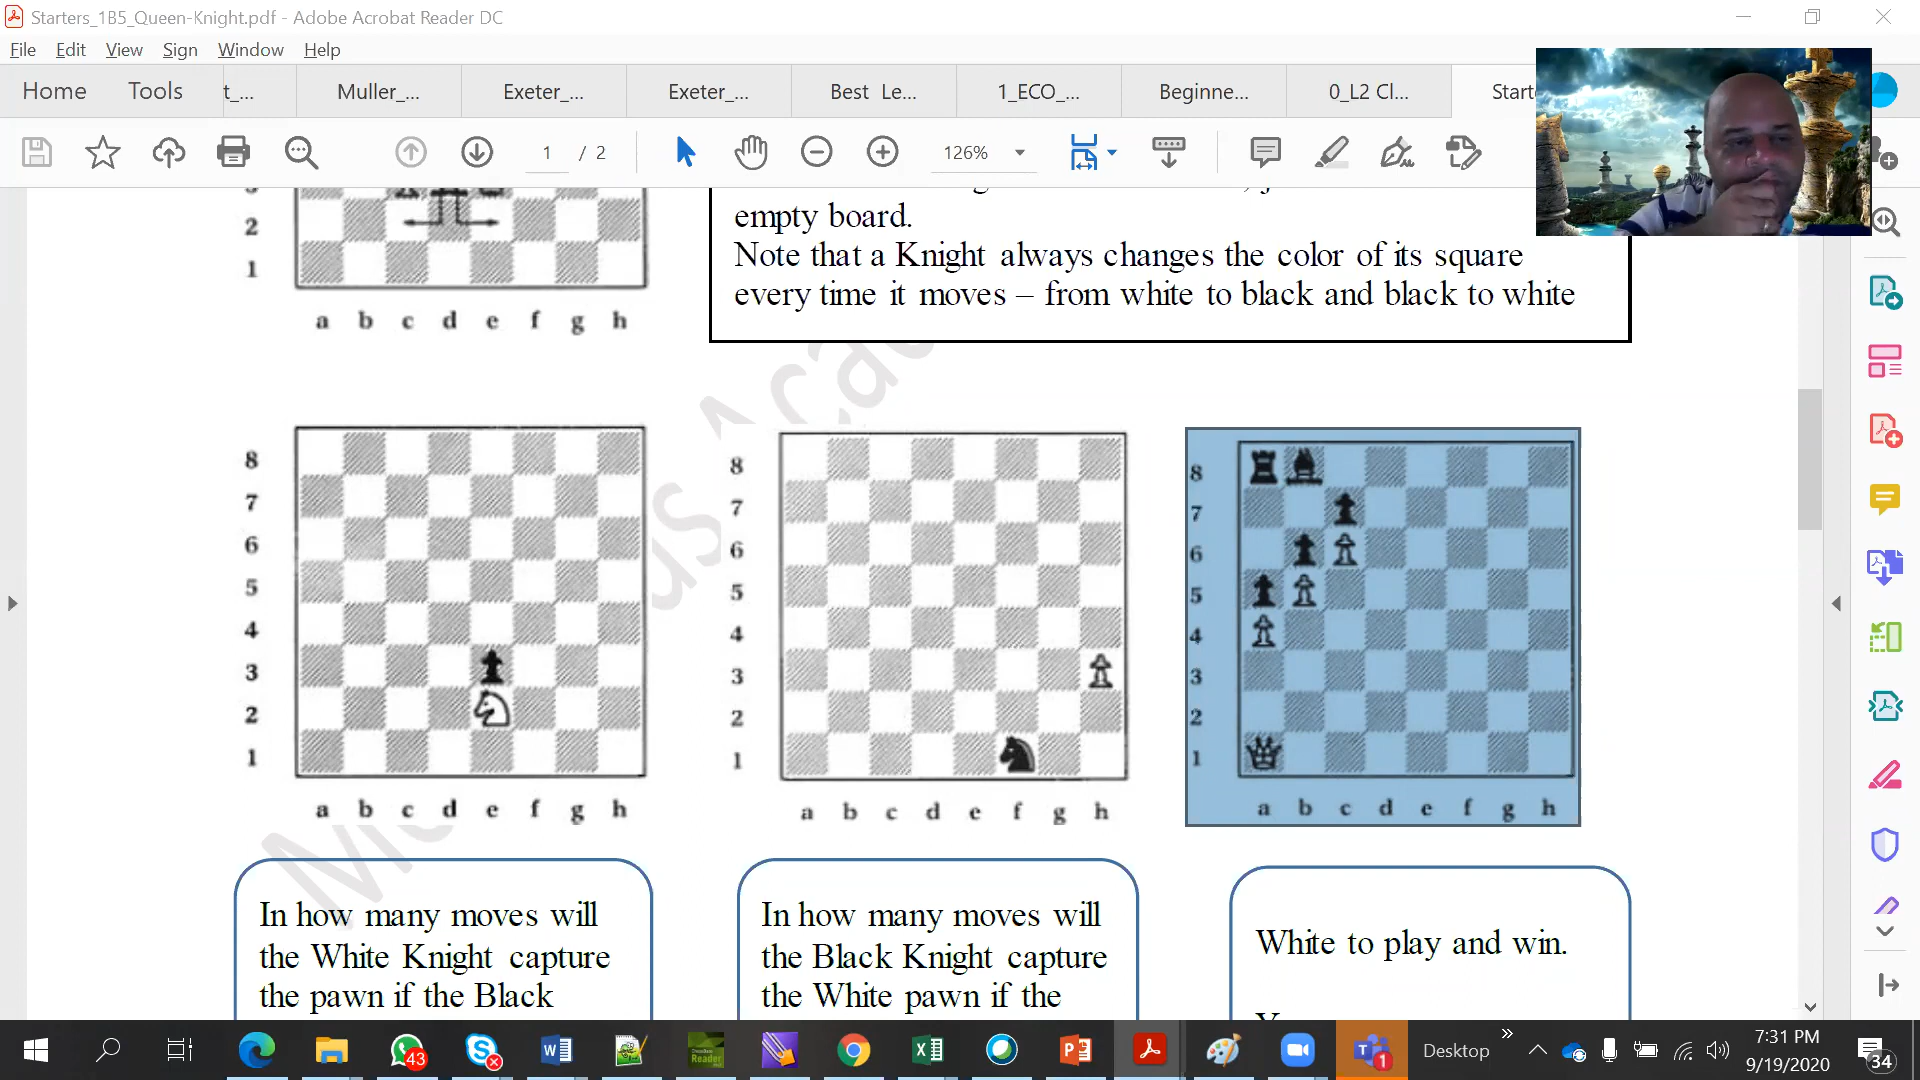 Starters_1B5_Queen-Knight.pdf - Adobe Acrobat Reader DC
File Edit View Sign Window Help
Home Tools t_... Muller_... Exeter_... Exeter_... Best Le... 1_ECO_... Beginne... 0_L2 Cl... Starte
1 / 2 126%
empty board.
Note that a Knight always changes the color of its square
every time it moves – from white to black and black to white
2
1
a b c d e f g h
8
7
6
5
4
3
2
1
a b c d e f g h
8
7
6
5
4
3
2
1
a b c d e f g h
8
7
6
5
4
3
2
1
a b c d e f g h
In how many moves will
the White Knight capture
the pawn if the Black
In how many moves will
the Black Knight capture
the White pawn if the
White to play and win.
43
1
Desktop
7:31 PM
9/19/2020
34